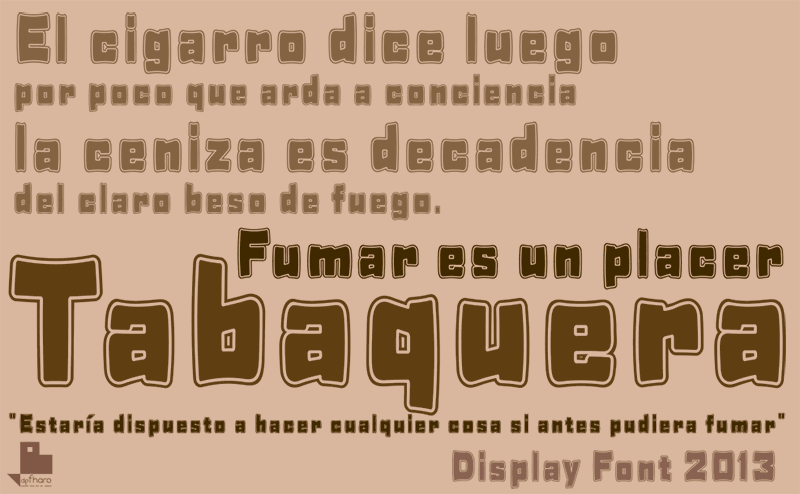 El cigarro dice luego
por poco que arda a conciencia
la ceniza es decadencia
del claro beso de fuego.
Fumar es un placer
Tabaquera
"Estaría dispuesto a hacer cualquier cosa si antes pudiera fumar"
Display Font 2013